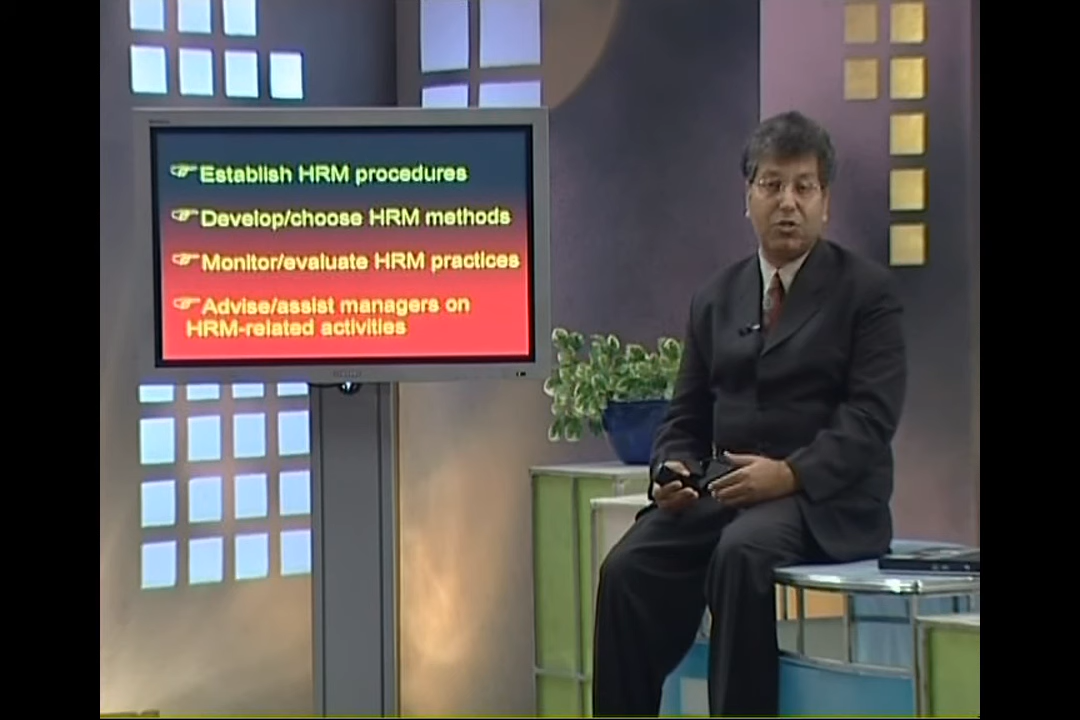 Establish HRM procedures
Develop/choose HRM methods
Monitor/evaluate HRM practices
Advise/assist managers on
HRM-related activities